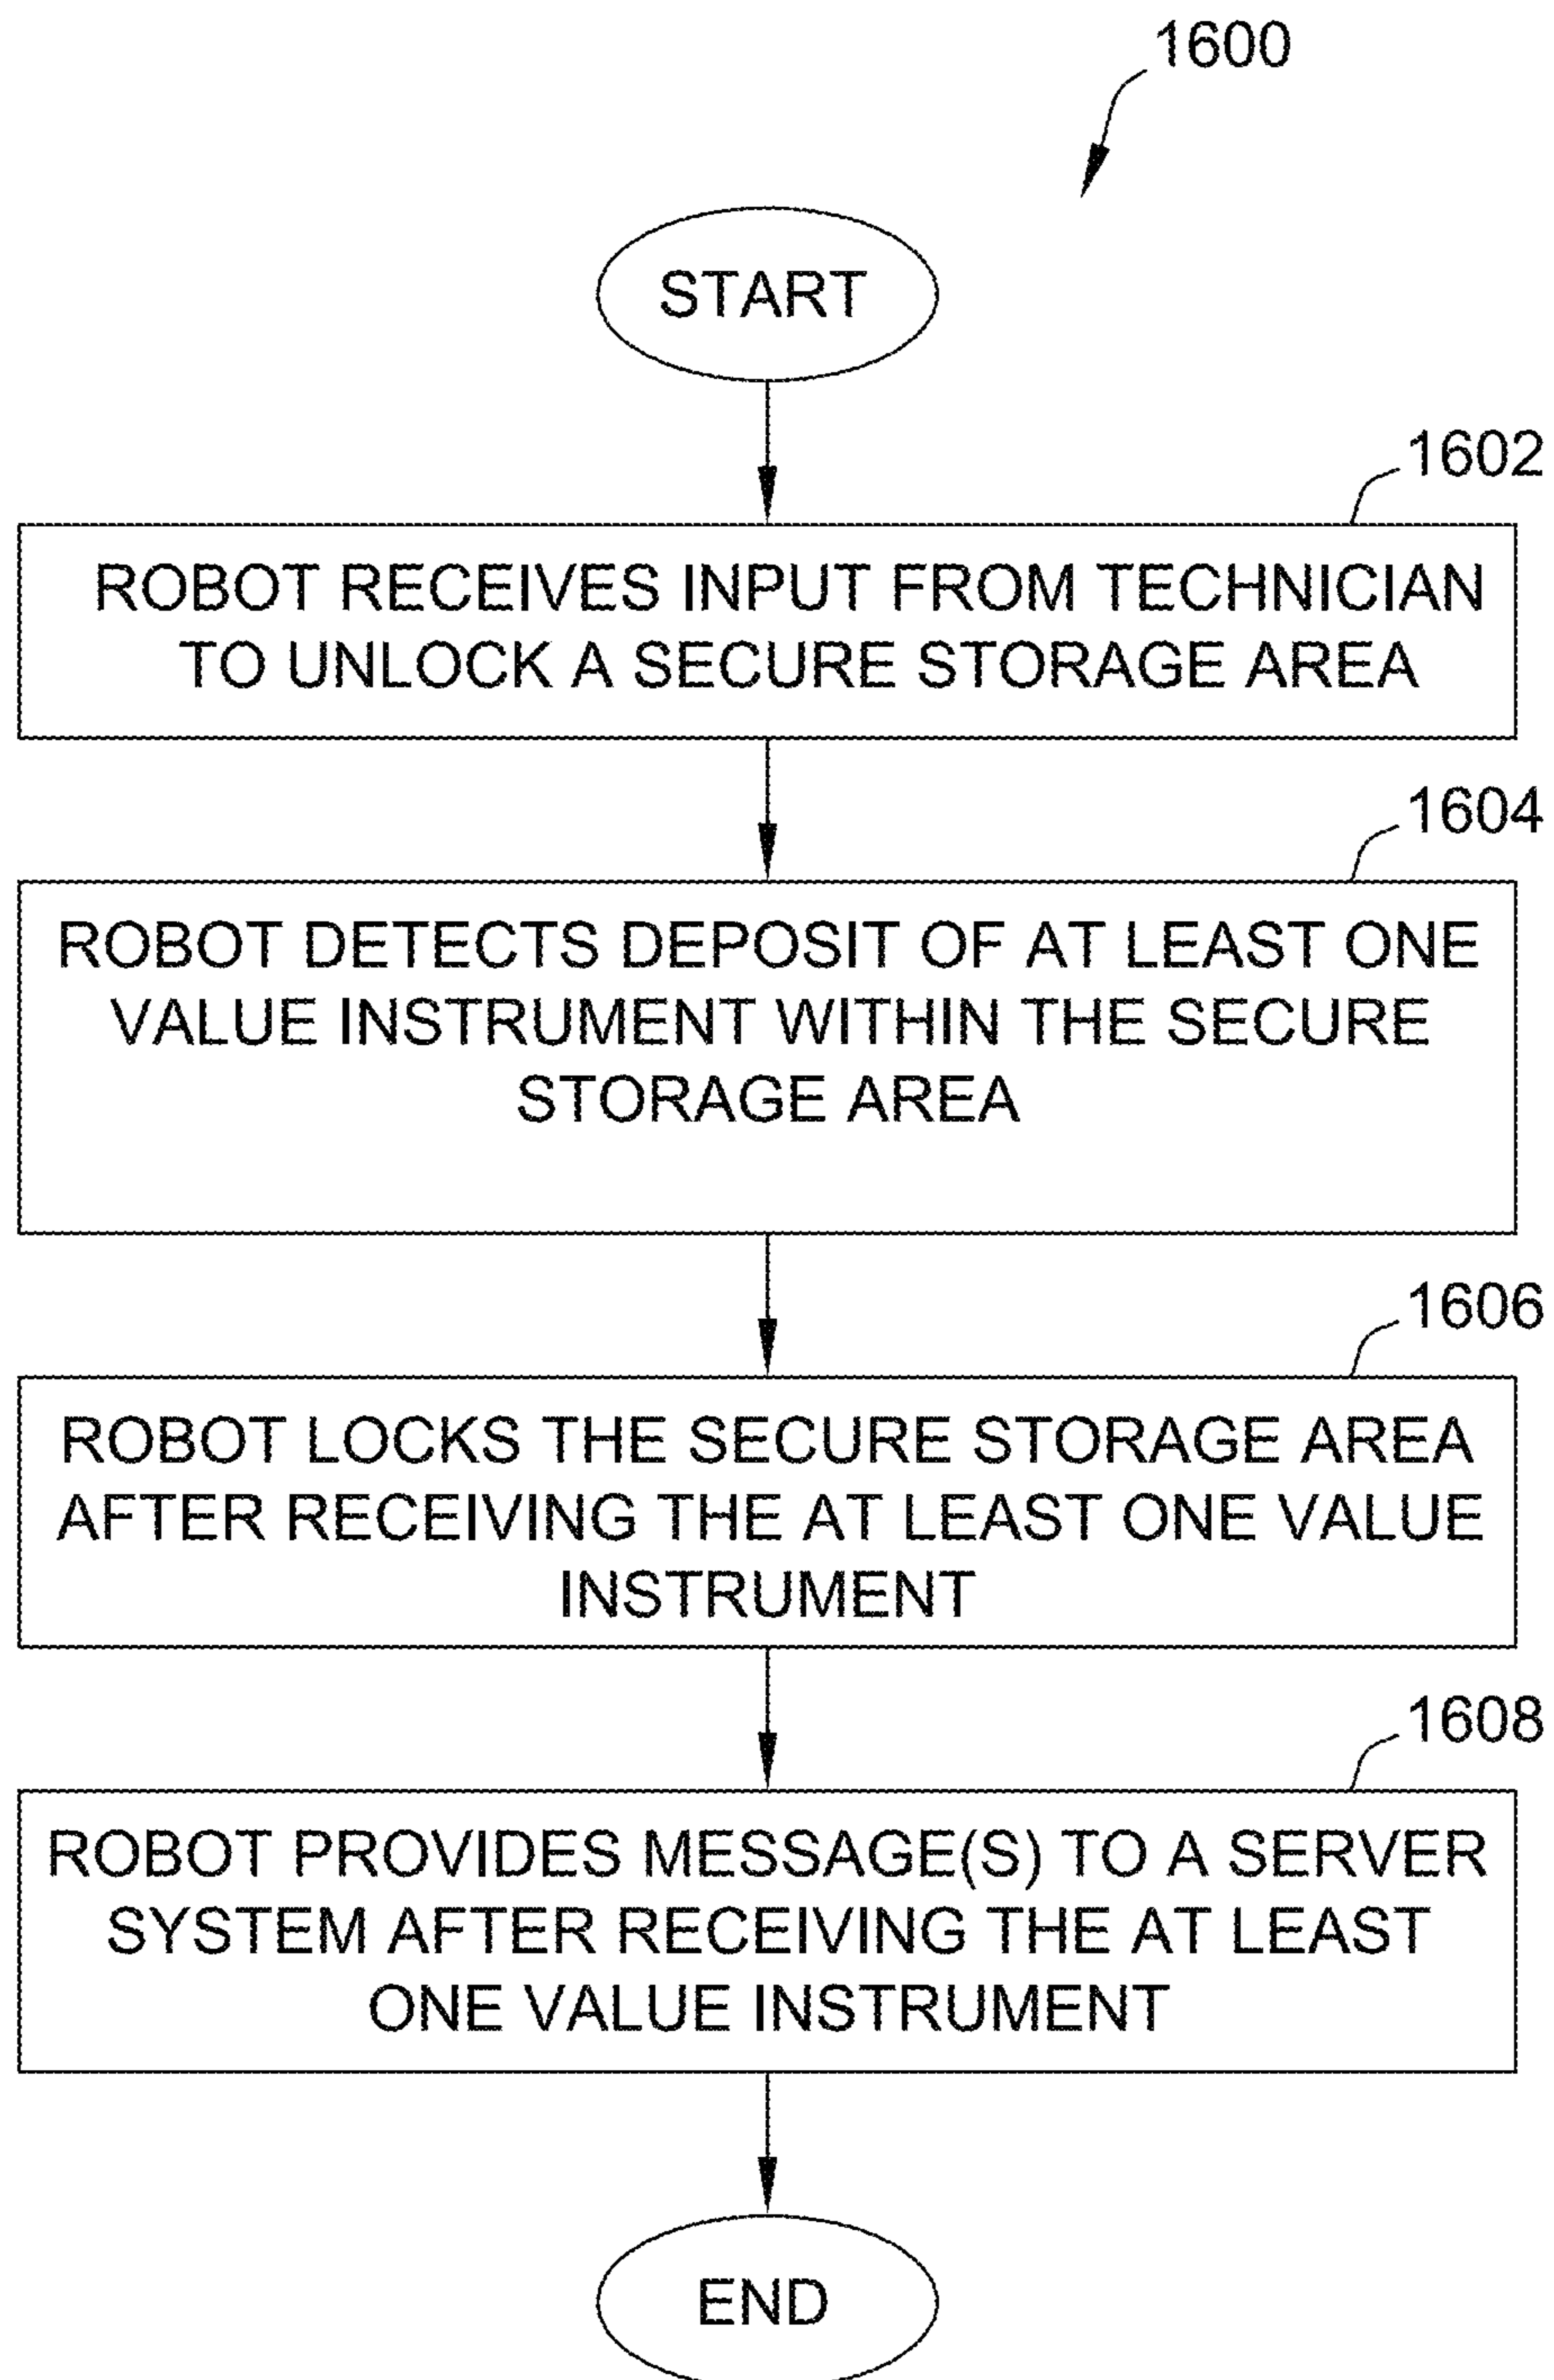 1600
START
1602
ROBOT RECEIVES INPUT FROM TECHNICIAN
TO UNLOCK A SECURE STORAGE AREA
1604
ROBOT DETECTS DEPOSIT OF AT LEAST ONE
VALUE INSTRUMENT WITHIN THE SECURE
STORAGE AREA
1606
ROBOT LOCKS THE SECURE STORAGE AREA
AFTER RECEIVING THE AT LEAST ONE VALUE
INSTRUMENT
1608
ROBOT PROVIDES MESSAGE(S) TO A SERVER
SYSTEM AFTER RECEIVING THE AT LEAST
ONE VALUE INSTRUMENT
END